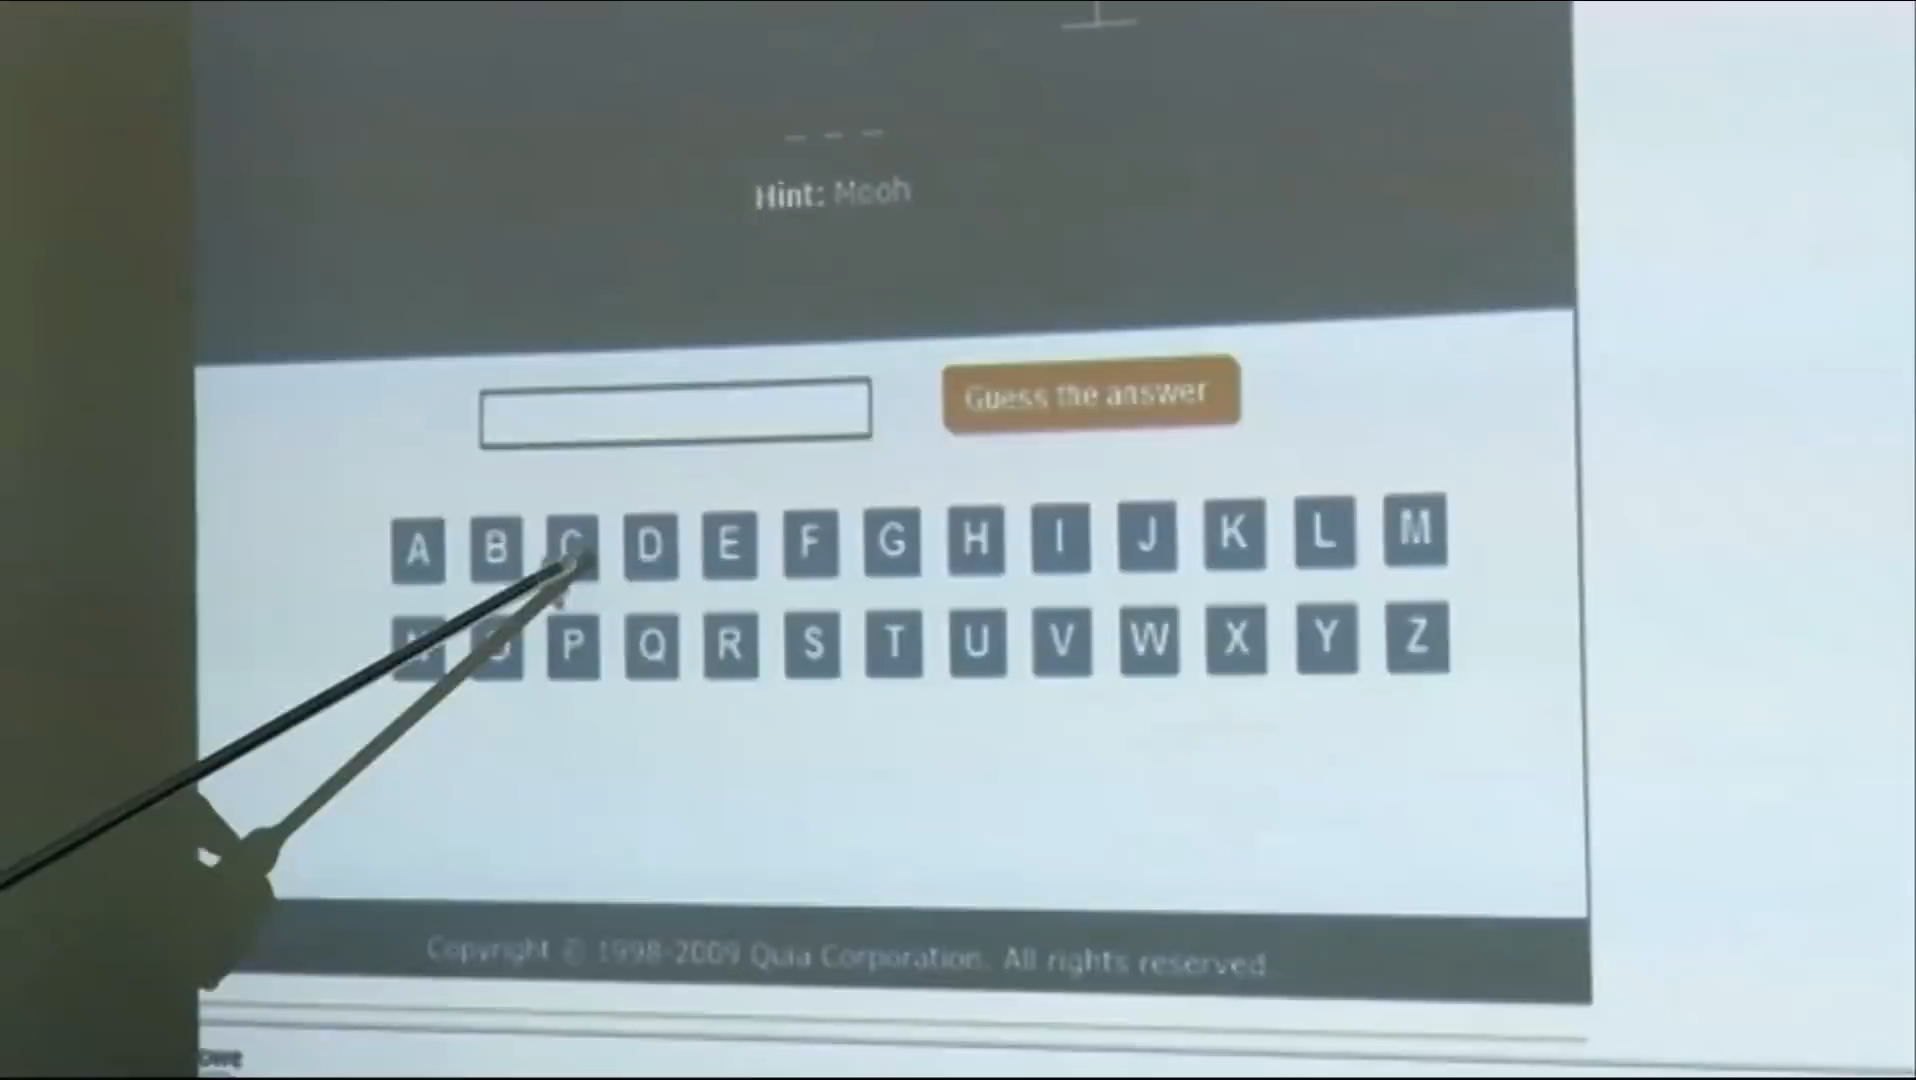 Hint: Mooh
Guess the answer
A B C D E F G H I J K L M
N O P Q R S T U V W X Y Z
Copyright © 1998-2009 Quia Corporation. All rights reserved.